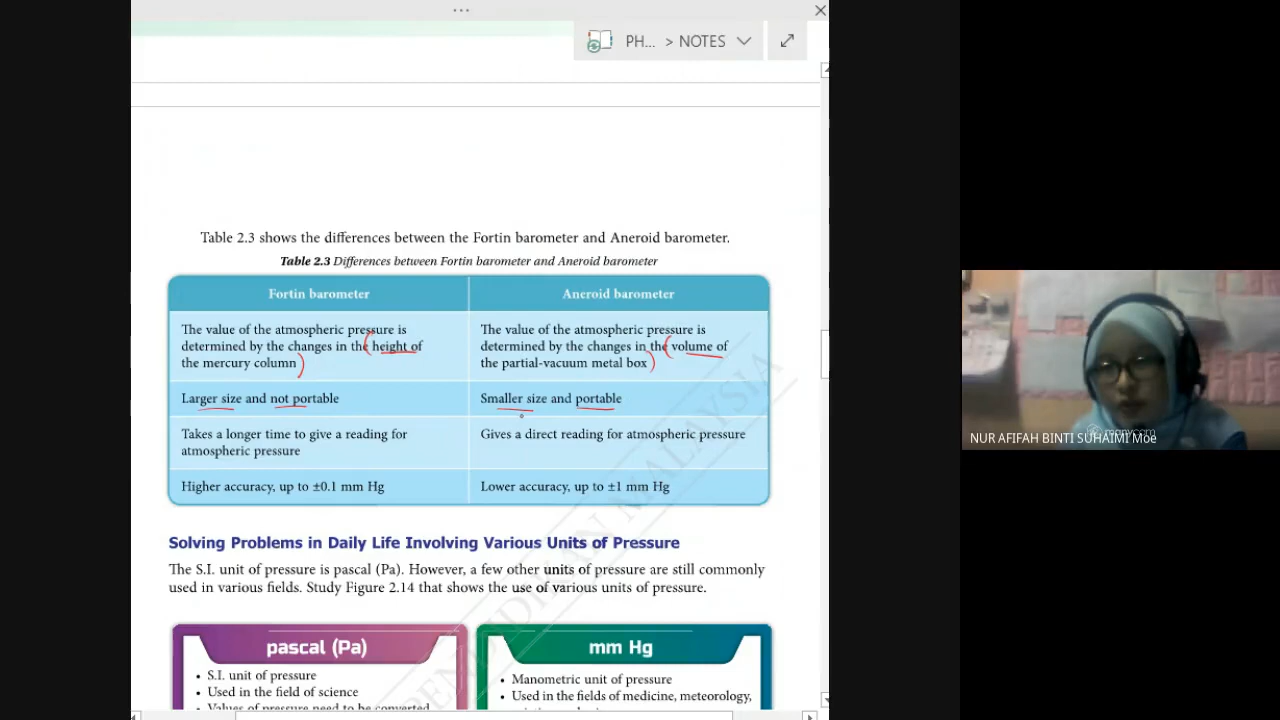 PH... > NOTES
Table 2.3 shows the differences between the Fortin barometer and Aneroid barometer.
Table 2.3 Differences between Fortin barometer and Aneroid barometer
Fortin barometer
Aneroid barometer
The value of the atmospheric pressure is
determined by the changes in the height of
the mercury column
The value of the atmospheric pressure is
determined by the changes in the volume of
the partial-vacuum metal box
Larger size and not portable
Smaller size and portable
Takes a longer time to give a reading for
atmospheric pressure
Gives a direct reading for atmospheric pressure
Higher accuracy, up to ±0.1 mm Hg
Lower accuracy, up to ±1 mm Hg
Solving Problems in Daily Life Involving Various Units of Pressure
The S.I. unit of pressure is pascal (Pa). However, a few other units of pressure are still commonly
used in various fields. Study Figure 2.14 that shows the use of various units of pressure.
pascal (Pa)
• S.I. unit of pressure
• Used in the field of science
• Values of pressure need to be converted
mm Hg
• Manometric unit of pressure
• Used in the fields of medicine, meteorology,
PENDIDIKAN MALAYSIA
NUR AFIFAH BINTI SUHAIMI Moe